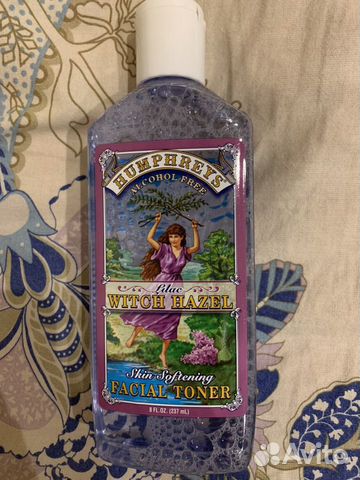 HUMPHREYS
ALCOHOL FREE
Lilac
WITCH HAZEL
Skin Softening
FACIAL TONER
8 FL.OZ. (237 mL)
Avito